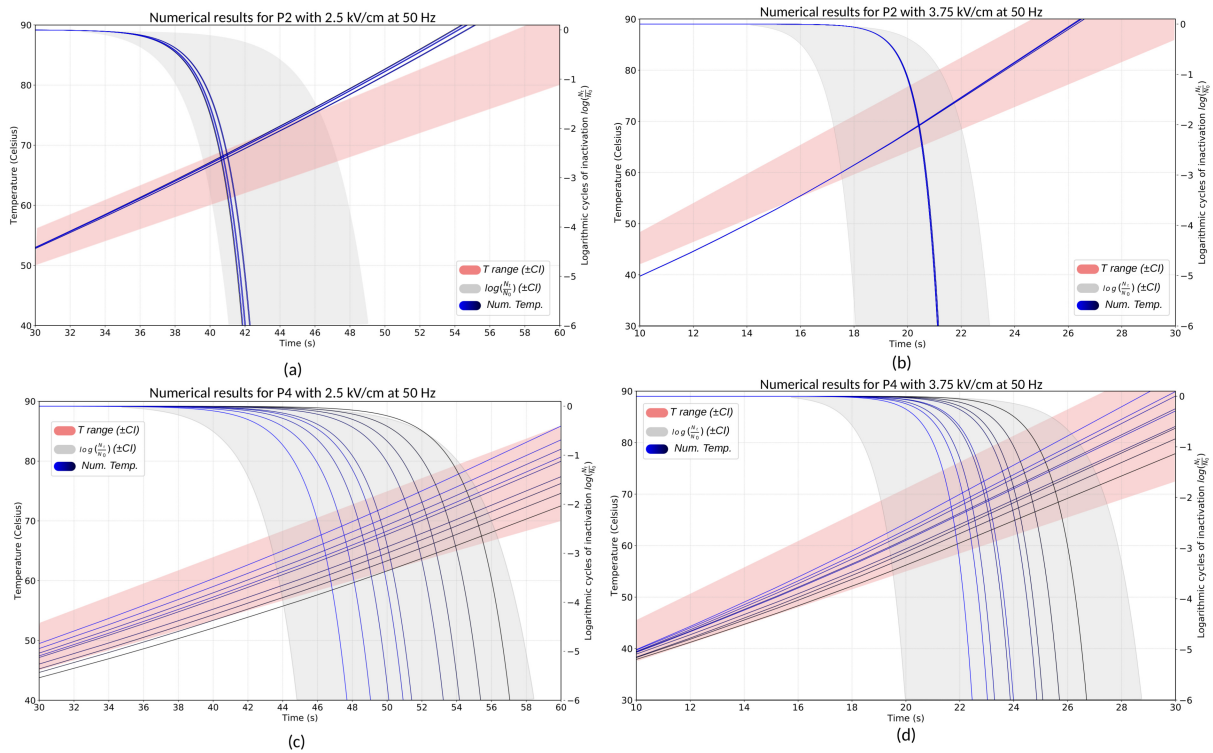 Numerical results for P2 with 2.5 kV/cm at 50 Hz
Temperature (Celsius)
90
80
70
60
50
40
30 32 34 36 38 40 42 44 46 48 50 52 54 56 58 60
Time (s)
0
−1
−2
−3
−4
−5
−6
Logarithmic cycles of inactivation log(Nt/N0)
T range (±CI)
log(Nt/N0) (±CI)
Num. Temp.
(a)
Numerical results for P2 with 3.75 kV/cm at 50 Hz
Temperature (Celsius)
90
80
70
60
50
40
30
10 12 14 16 18 20 22 24 26 28 30
Time (s)
0
−1
−2
−3
−4
−5
−6
Logarithmic cycles of inactivation log(Nt/N0)
T range (±CI)
log(Nt/N0) (±CI)
Num. Temp.
(b)
Numerical results for P4 with 2.5 kV/cm at 50 Hz
Temperature (Celsius)
90
80
70
60
50
40
30 32 34 36 38 40 42 44 46 48 50 52 54 56 58 60
Time (s)
0
−1
−2
−3
−4
−5
−6
Logarithmic cycles of inactivation log(Nt/N0)
T range (±CI)
log(Nt/N0) (±CI)
Num. Temp.
(c)
Numerical results for P4 with 3.75 kV/cm at 50 Hz
Temperature (Celsius)
90
80
70
60
50
40
30
10 12 14 16 18 20 22 24 26 28 30
Time (s)
0
−1
−2
−3
−4
−5
−6
Logarithmic cycles of inactivation log(Nt/N0)
T range (±CI)
log(Nt/N0) (±CI)
Num. Temp.
(d)